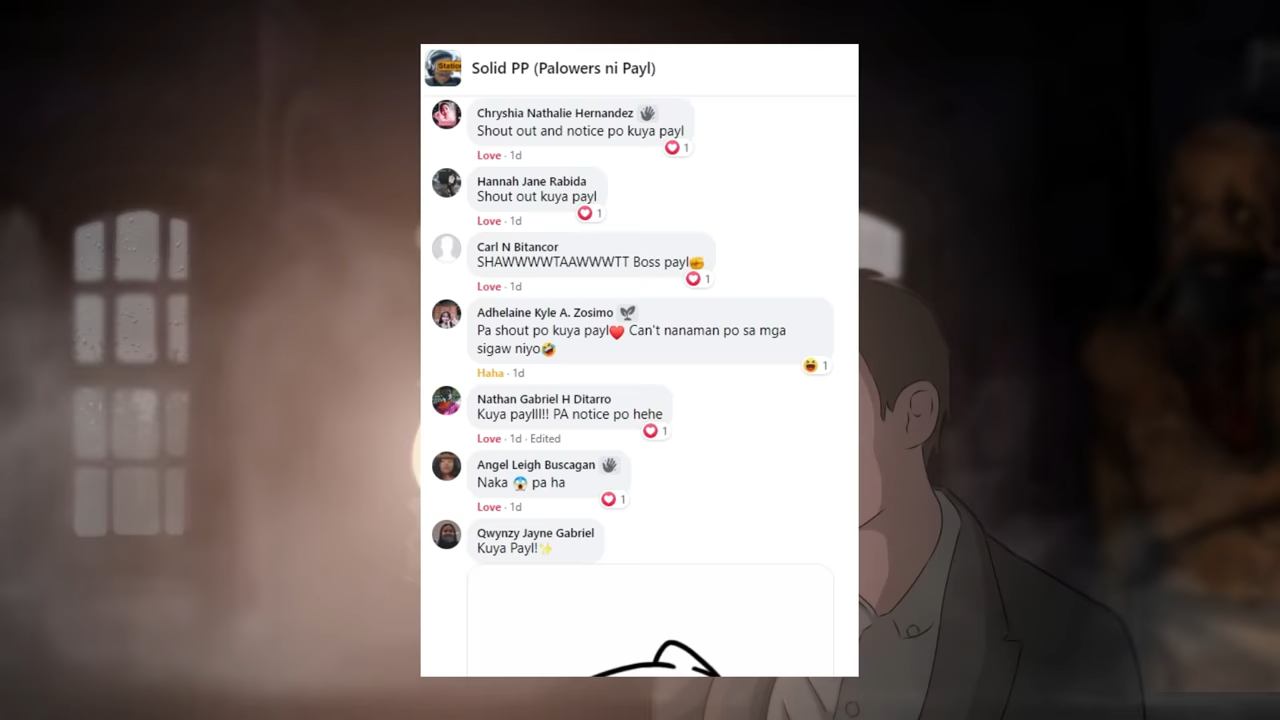 Solid PP (Palowers ni Payl)
Chryshia Nathalie Hernandez 👋
Shout out and notice po kuya payl
1
Love · 1d
Hannah Jane Rabida
Shout out kuya payl
1
Love · 1d
Carl N Bitancor
SHAWWWWTAAWWWTT Boss payl✊
1
Love · 1d
Adhelaine Kyle A. Zosimo 🌱
Pa shout po kuya payl❤️ Can't nanaman po sa mga
sigaw niyo🤣
1
Haha · 1d
Nathan Gabriel H Ditarro
Kuya paylll!! PA notice po hehe
1
Love · 1d · Edited
Angel Leigh Buscagan 👋
Naka 😱 pa ha
1
Love · 1d
Qwynzy Jayne Gabriel
Kuya Payl!✨